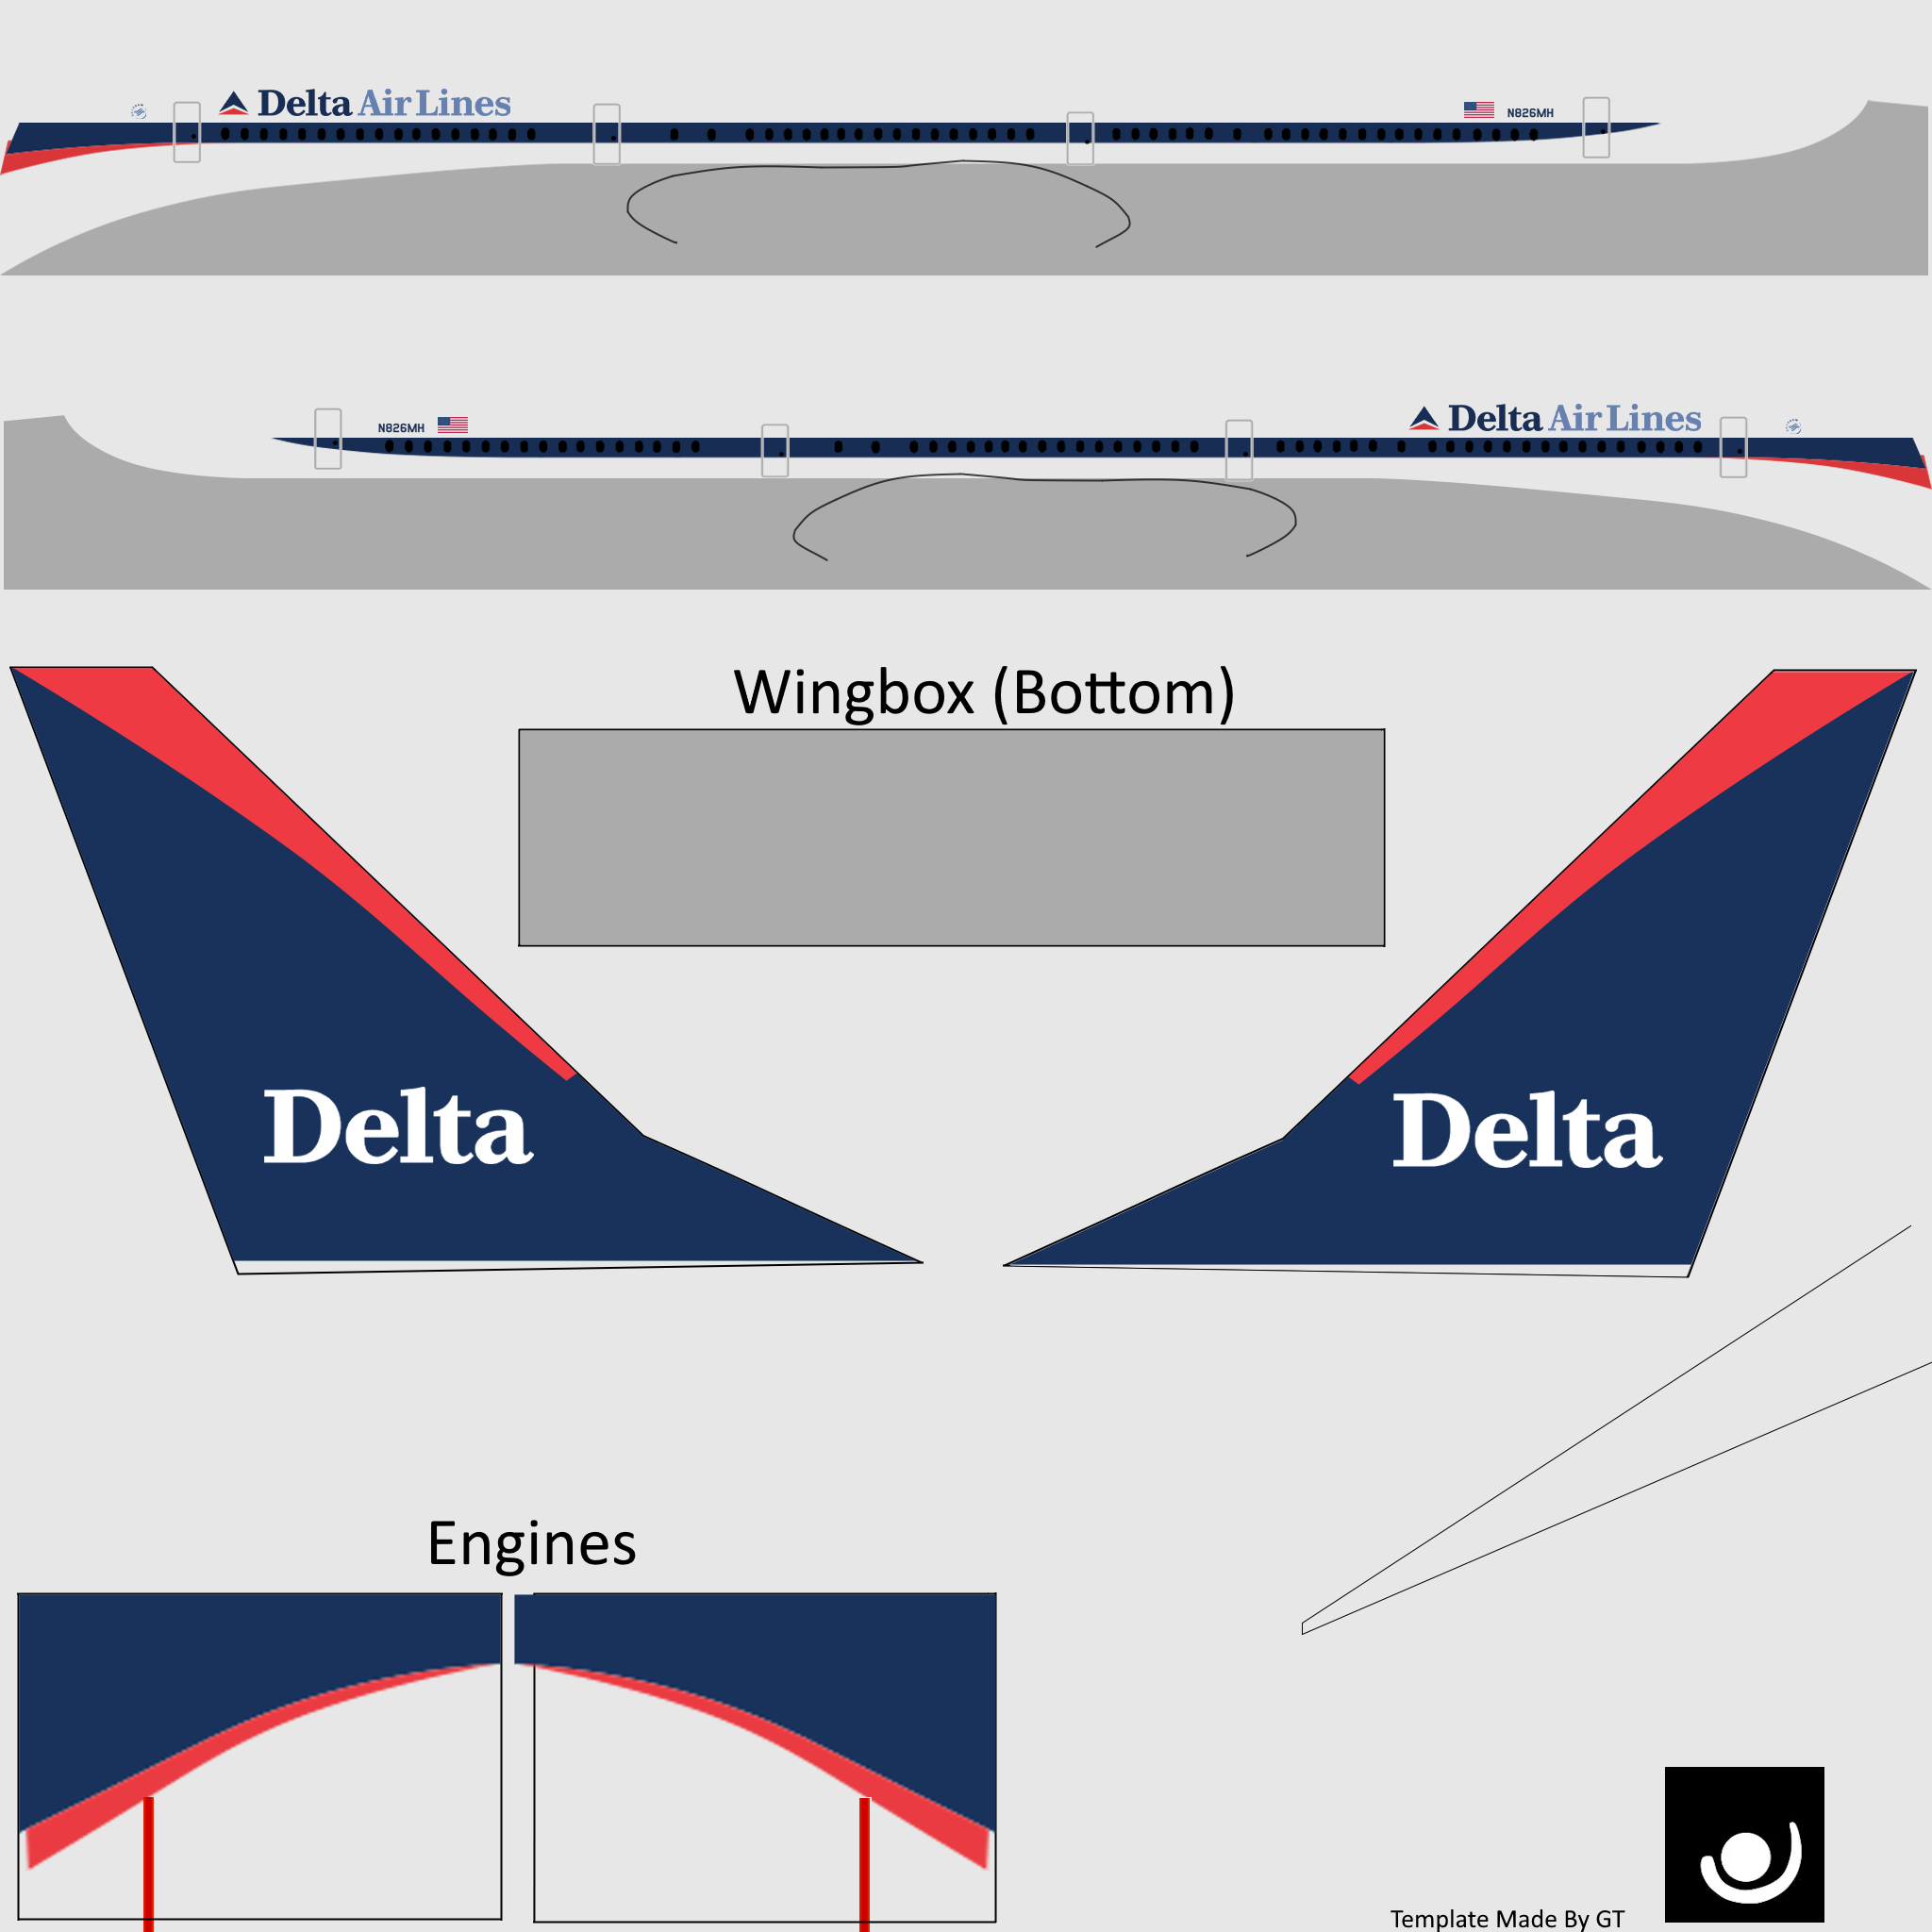 Delta Air Lines
N826MH
N826MH
Delta Air Lines
Wingbox (Bottom)
Delta
Delta
Engines
Template Made By GT